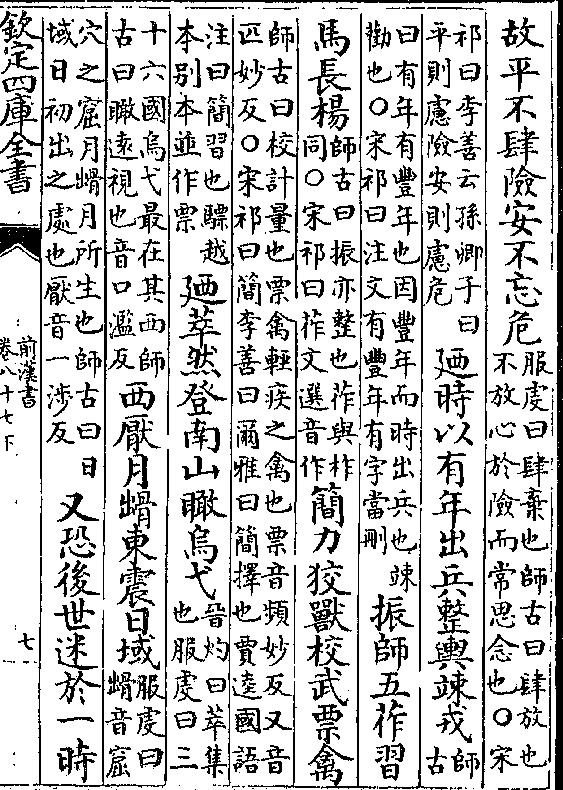 故平不肆險安不忘危服虔曰肆棄也師古曰肆放也不放心於險而常思念也〇宋
祁曰李善云孫卿子曰平則慮險安則慮危廼時以有年出兵整輿竦戎師古
曰有年有豐年也因豐年而時出兵也竦勸也〇宋祁曰注文有豐年有字當刪振師五莋習
馬長楊師古曰振亦整也莋與柞同〇宋祁曰莋文選音作簡力狡獸校武票禽
師古曰校計量也票禽輕疾之禽也票音頻妙反又音匹妙反〇宋祁曰簡李善曰爾雅曰簡擇也賈逵國語
注曰簡習也驃越本别本並作票廼萃然登南山瞰烏弋晉灼曰萃集也服虔曰三
十六國烏弋最在其西師古曰瞰遠視也音口濫反西厭月東震日域服虔曰音窟
穴之窟月月所生也師古曰日域日初出之處也厭音一涉反又恐後世迷於一時
欽定四庫全書
前漢書
卷八十七下
七